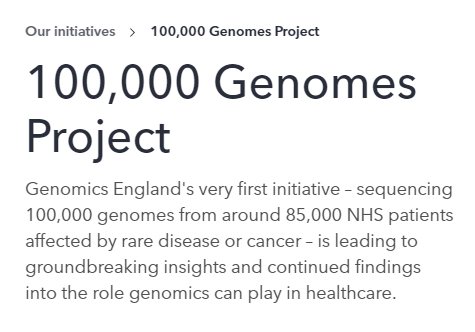 Our initiatives > 100,000 Genomes Project
100,000 Genomes
Project
Genomics England's very first initiative – sequencing
100,000 genomes from around 85,000 NHS patients
affected by rare disease or cancer – is leading to
groundbreaking insights and continued findings
into the role genomics can play in healthcare.